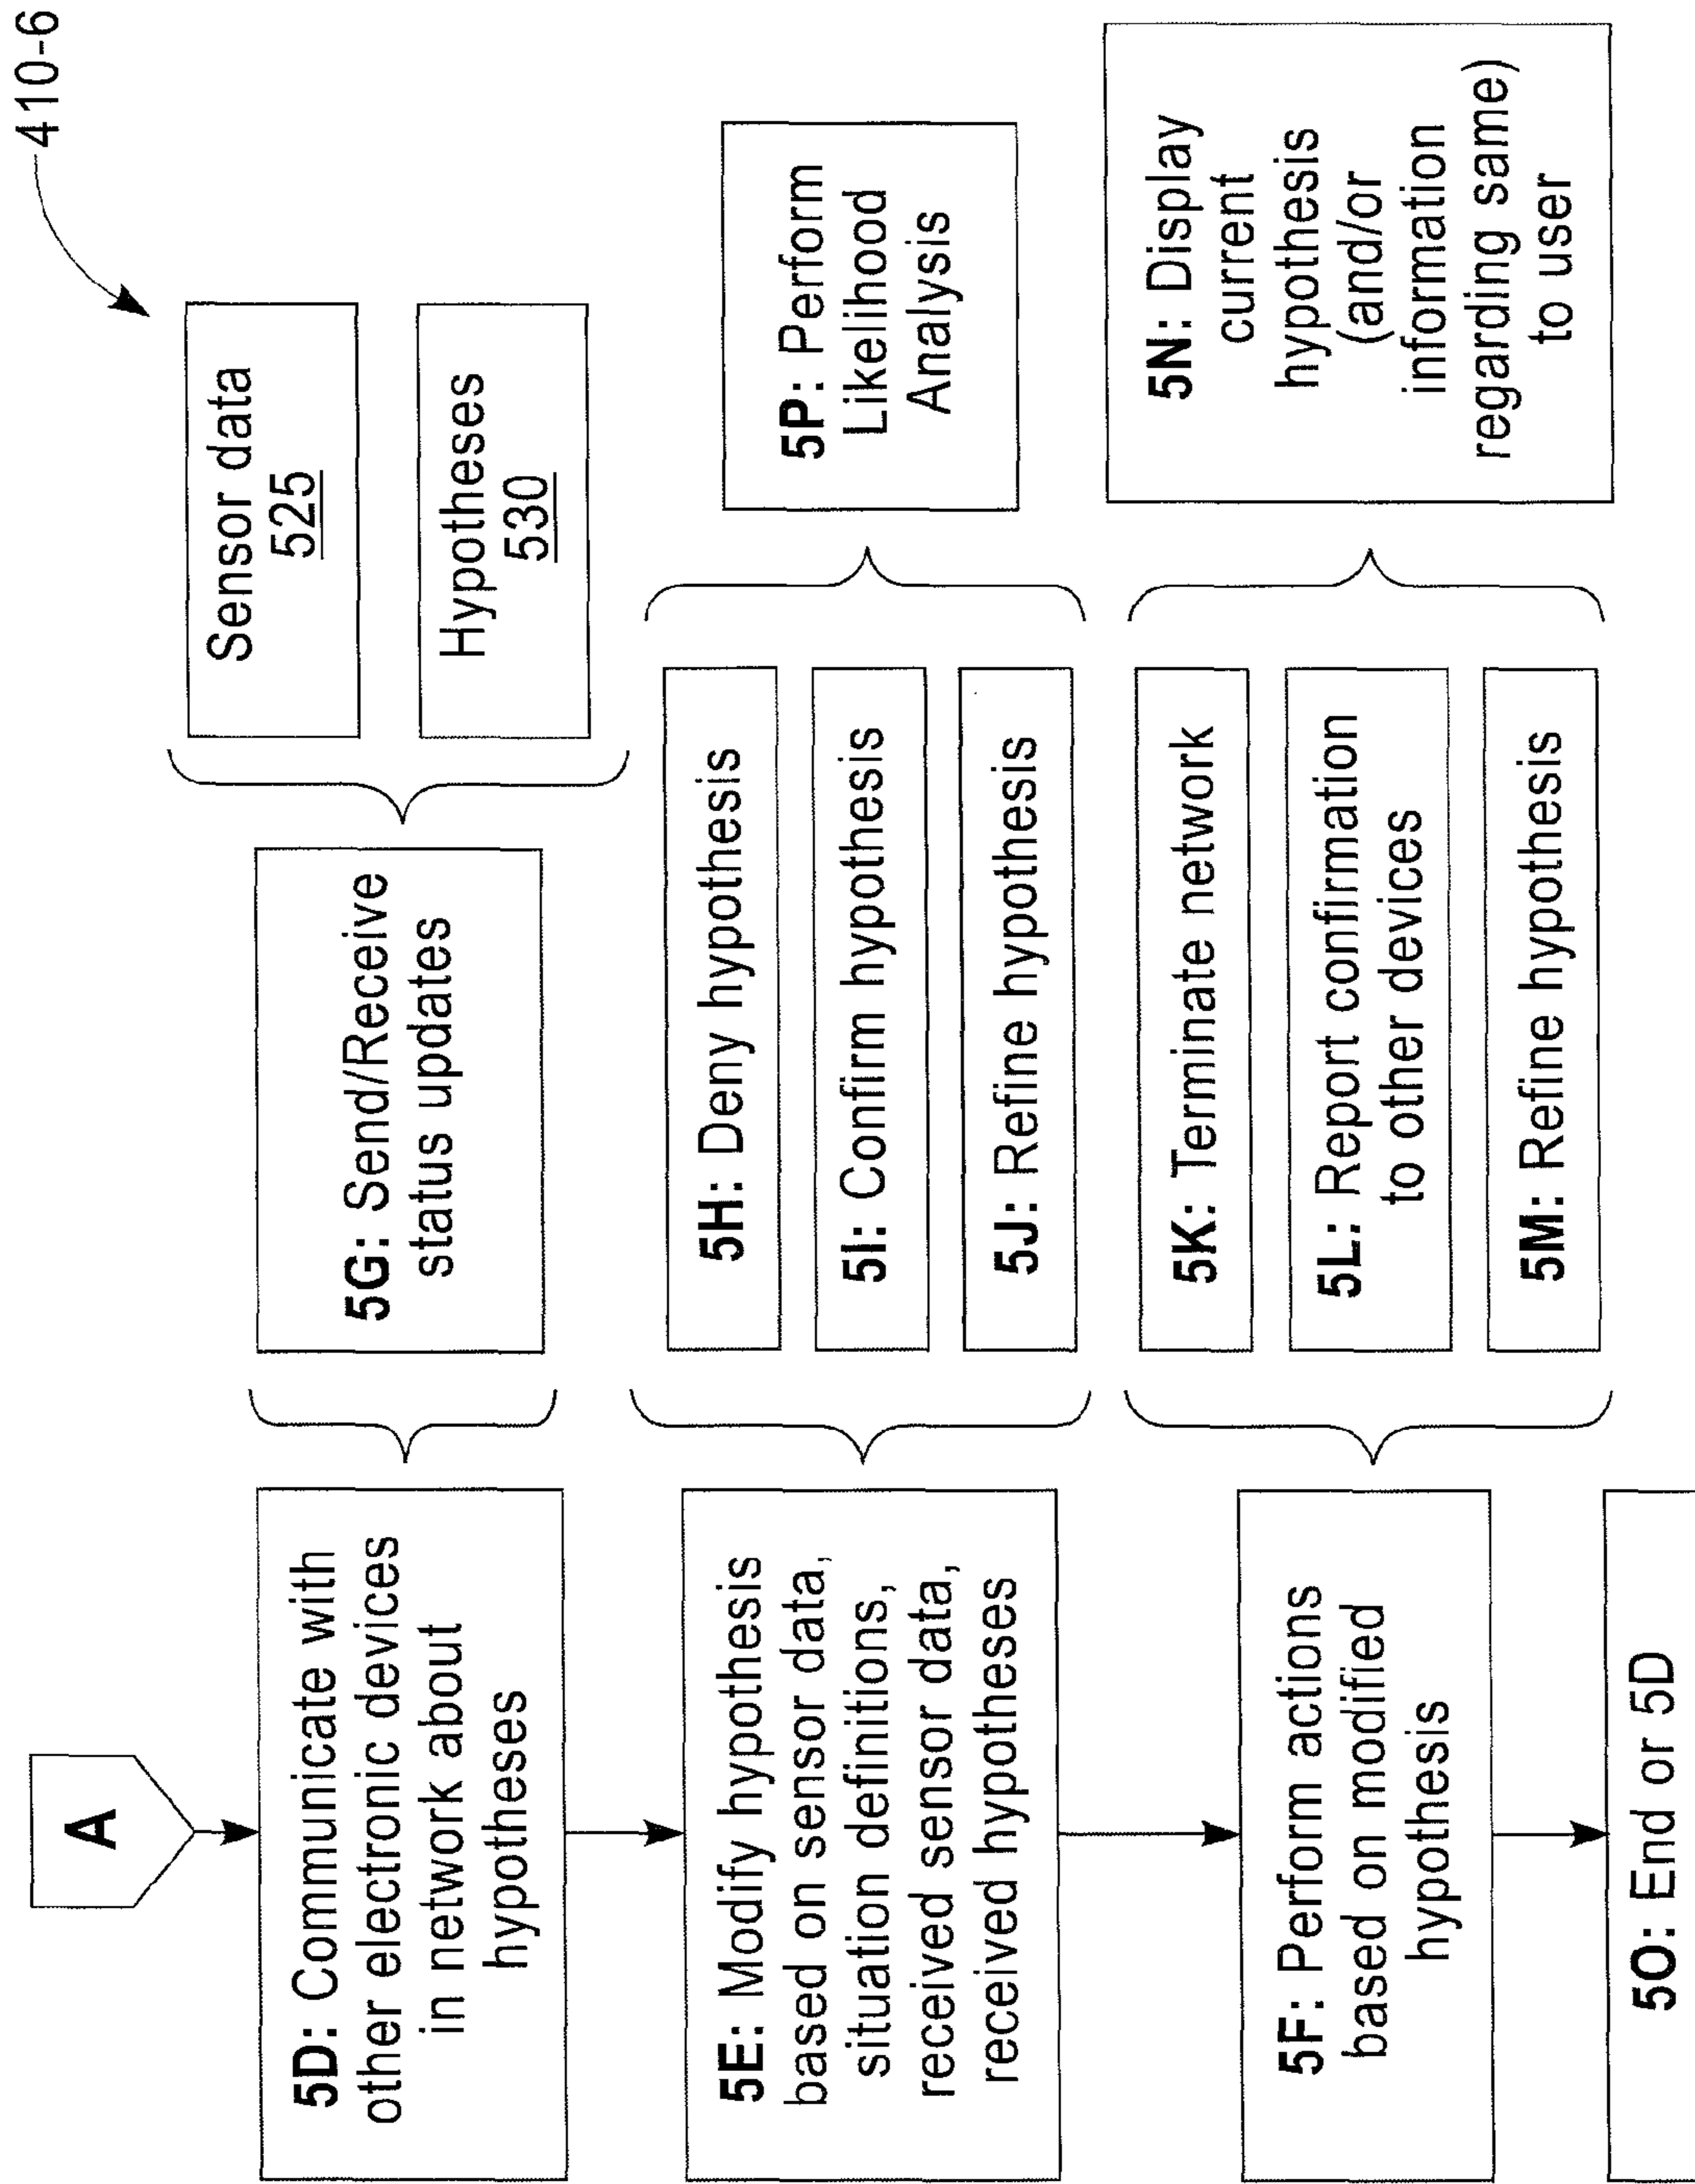 410-6
A
5D: Communicate with
other electronic devices
in network about
hypotheses
5G: Send/Receive
status updates
Sensor data
525
Hypotheses
530
5E: Modify hypothesis
based on sensor data,
situation definitions,
received sensor data,
received hypotheses
5H: Deny hypothesis
5I: Confirm hypothesis
5J: Refine hypothesis
5P: Perform
Likelihood
Analysis
5F: Perform actions
based on modified
hypothesis
5K: Terminate network
5L: Report confirmation
to other devices
5M: Refine hypothesis
5N: Display
current
hypothesis
(and/or
information
regarding same)
to user
5O: End or 5D